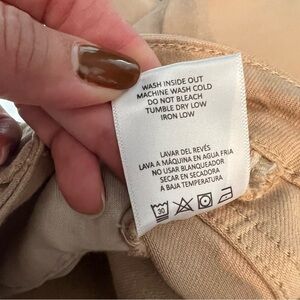 WASH INSIDE OUT
MACHINE WASH COLD
DO NOT BLEACH
TUMBLE DRY LOW
IRON LOW
LAVAR DEL REVÉS
LAVA A MÁQUINA EN AGUA FRIA
NO USAR BLANQUEADOR
SECAR EN SECADORA
A BAJA TEMPERATURA
30